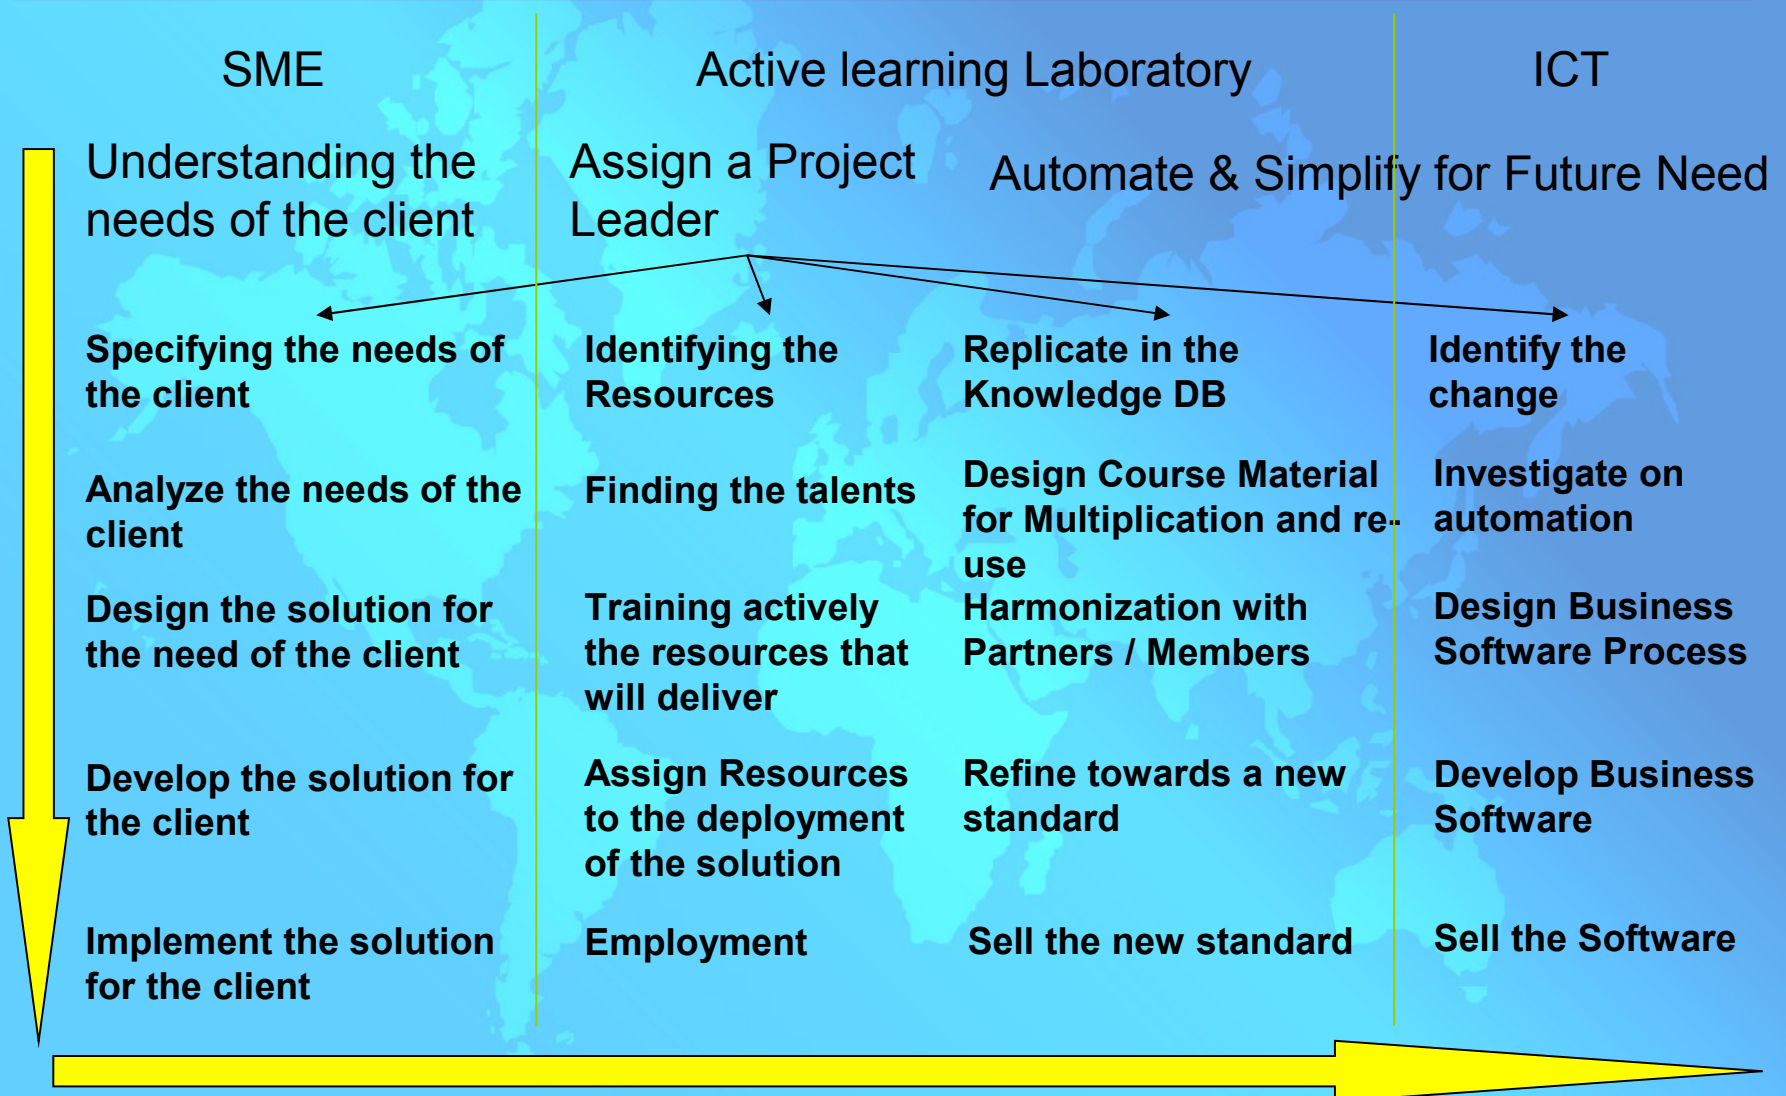 SME
Active learning Laboratory
ICT
Understanding the
needs of the client
Assign a Project
Leader
Automate & Simplify for Future Need
Specifying the needs of
the client
Identifying the
Resources
Replicate in the
Knowledge DB
Identify the
change
Analyze the needs of the
client
Finding the talents
Design Course Material
for Multiplication and re-
use
Investigate on
automation
Design the solution for
the need of the client
Training actively
the resources that
will deliver
Harmonization with
Partners / Members
Design Business
Software Process
Develop the solution for
the client
Assign Resources
to the deployment
of the solution
Refine towards a new
standard
Develop Business
Software
Implement the solution
for the client
Employment
Sell the new standard
Sell the Software